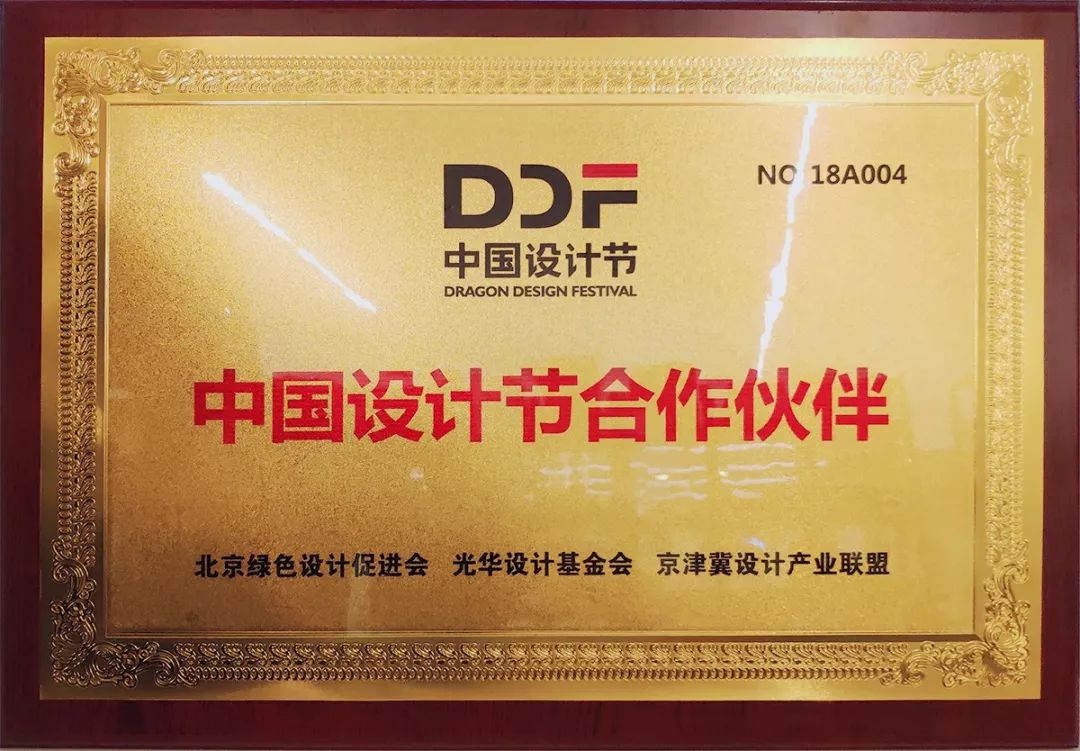 DDF
NO 18A004
中国设计节
DRAGON DESIGN FESTIVAL
中国设计节合作伙伴
北京绿色设计促进会 光华设计基金会 京津冀设计产业联盟